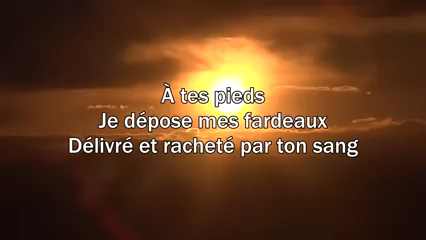 À tes pieds
Je dépose mes fardeaux
Délivré et racheté par ton sang